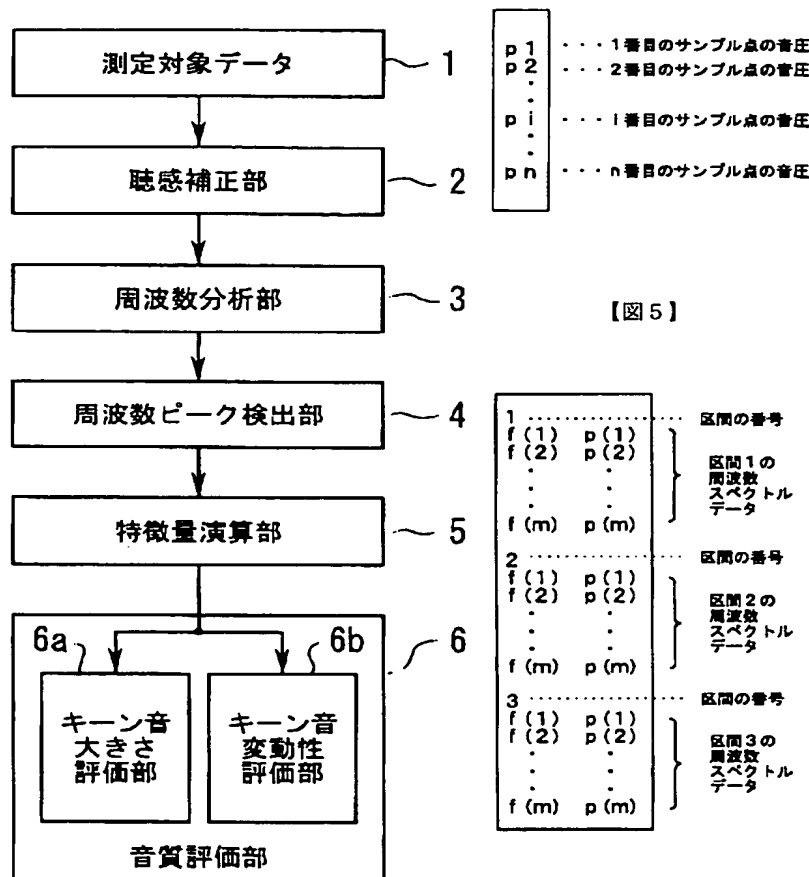 測定対象データ 1
聴感補正部 2
周波数分析部 3
周波数ピーク検出部 4
特徴量演算部 5
6a 6b 6
キーン音 キーン音
大きさ 変動性
評価部 評価部
音質評価部
p1 ・・・1番目のサンプル点の音圧
p2 ・・・2番目のサンプル点の音圧
・
・
pi ・・・i番目のサンプル点の音圧
・
・
pn ・・・n番目のサンプル点の音圧
【図5】
1 ………… 区間の番号
f(1) p(1)
f(2) p(2)
・ ・
・ ・
・ ・
f(m) p(m)
区間1の
周波数
スペクトル
データ
2 ………… 区間の番号
f(1) p(1)
f(2) p(2)
・ ・
・ ・
・ ・
f(m) p(m)
区間2の
周波数
スペクトル
データ
3 ………… 区間の番号
f(1) p(1)
f(2) p(2)
・ ・
・ ・
・ ・
f(m) p(m)
区間3の
周波数
スペクトル
データ